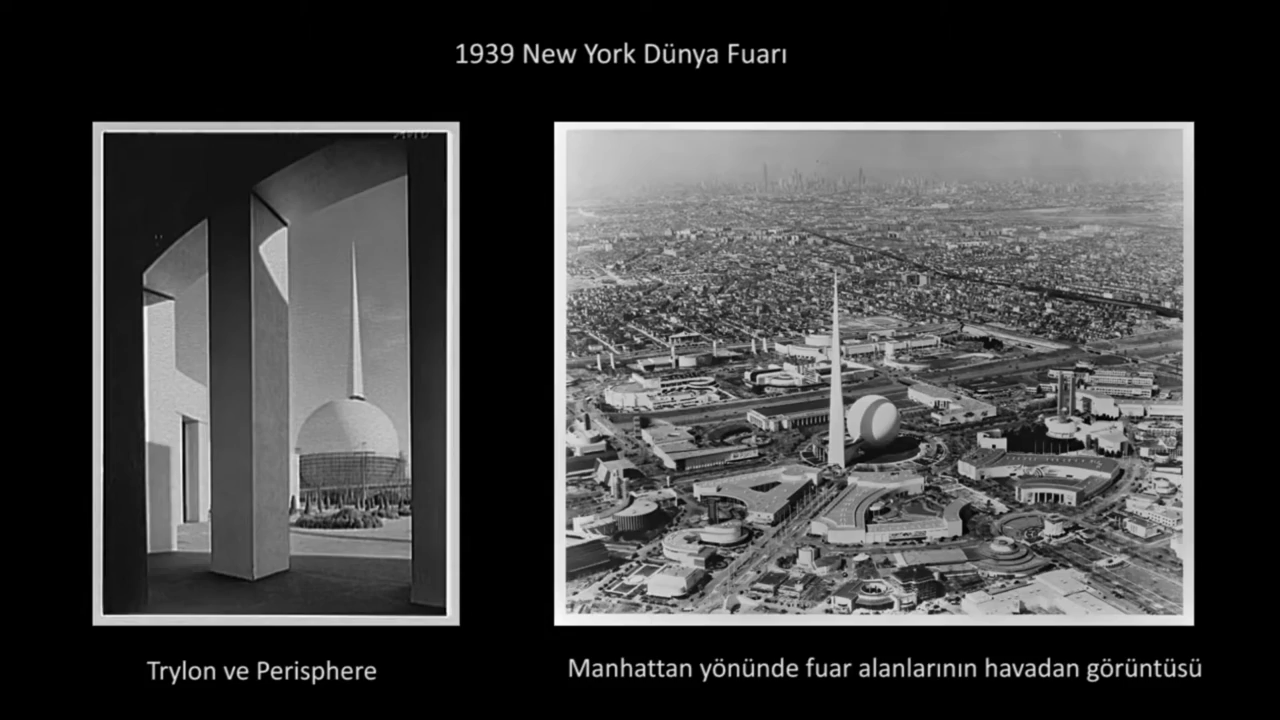 1939 New York Dünya Fuarı
Trylon ve Perisphere
Manhattan yönünde fuar alanlarının havadan görüntüsü